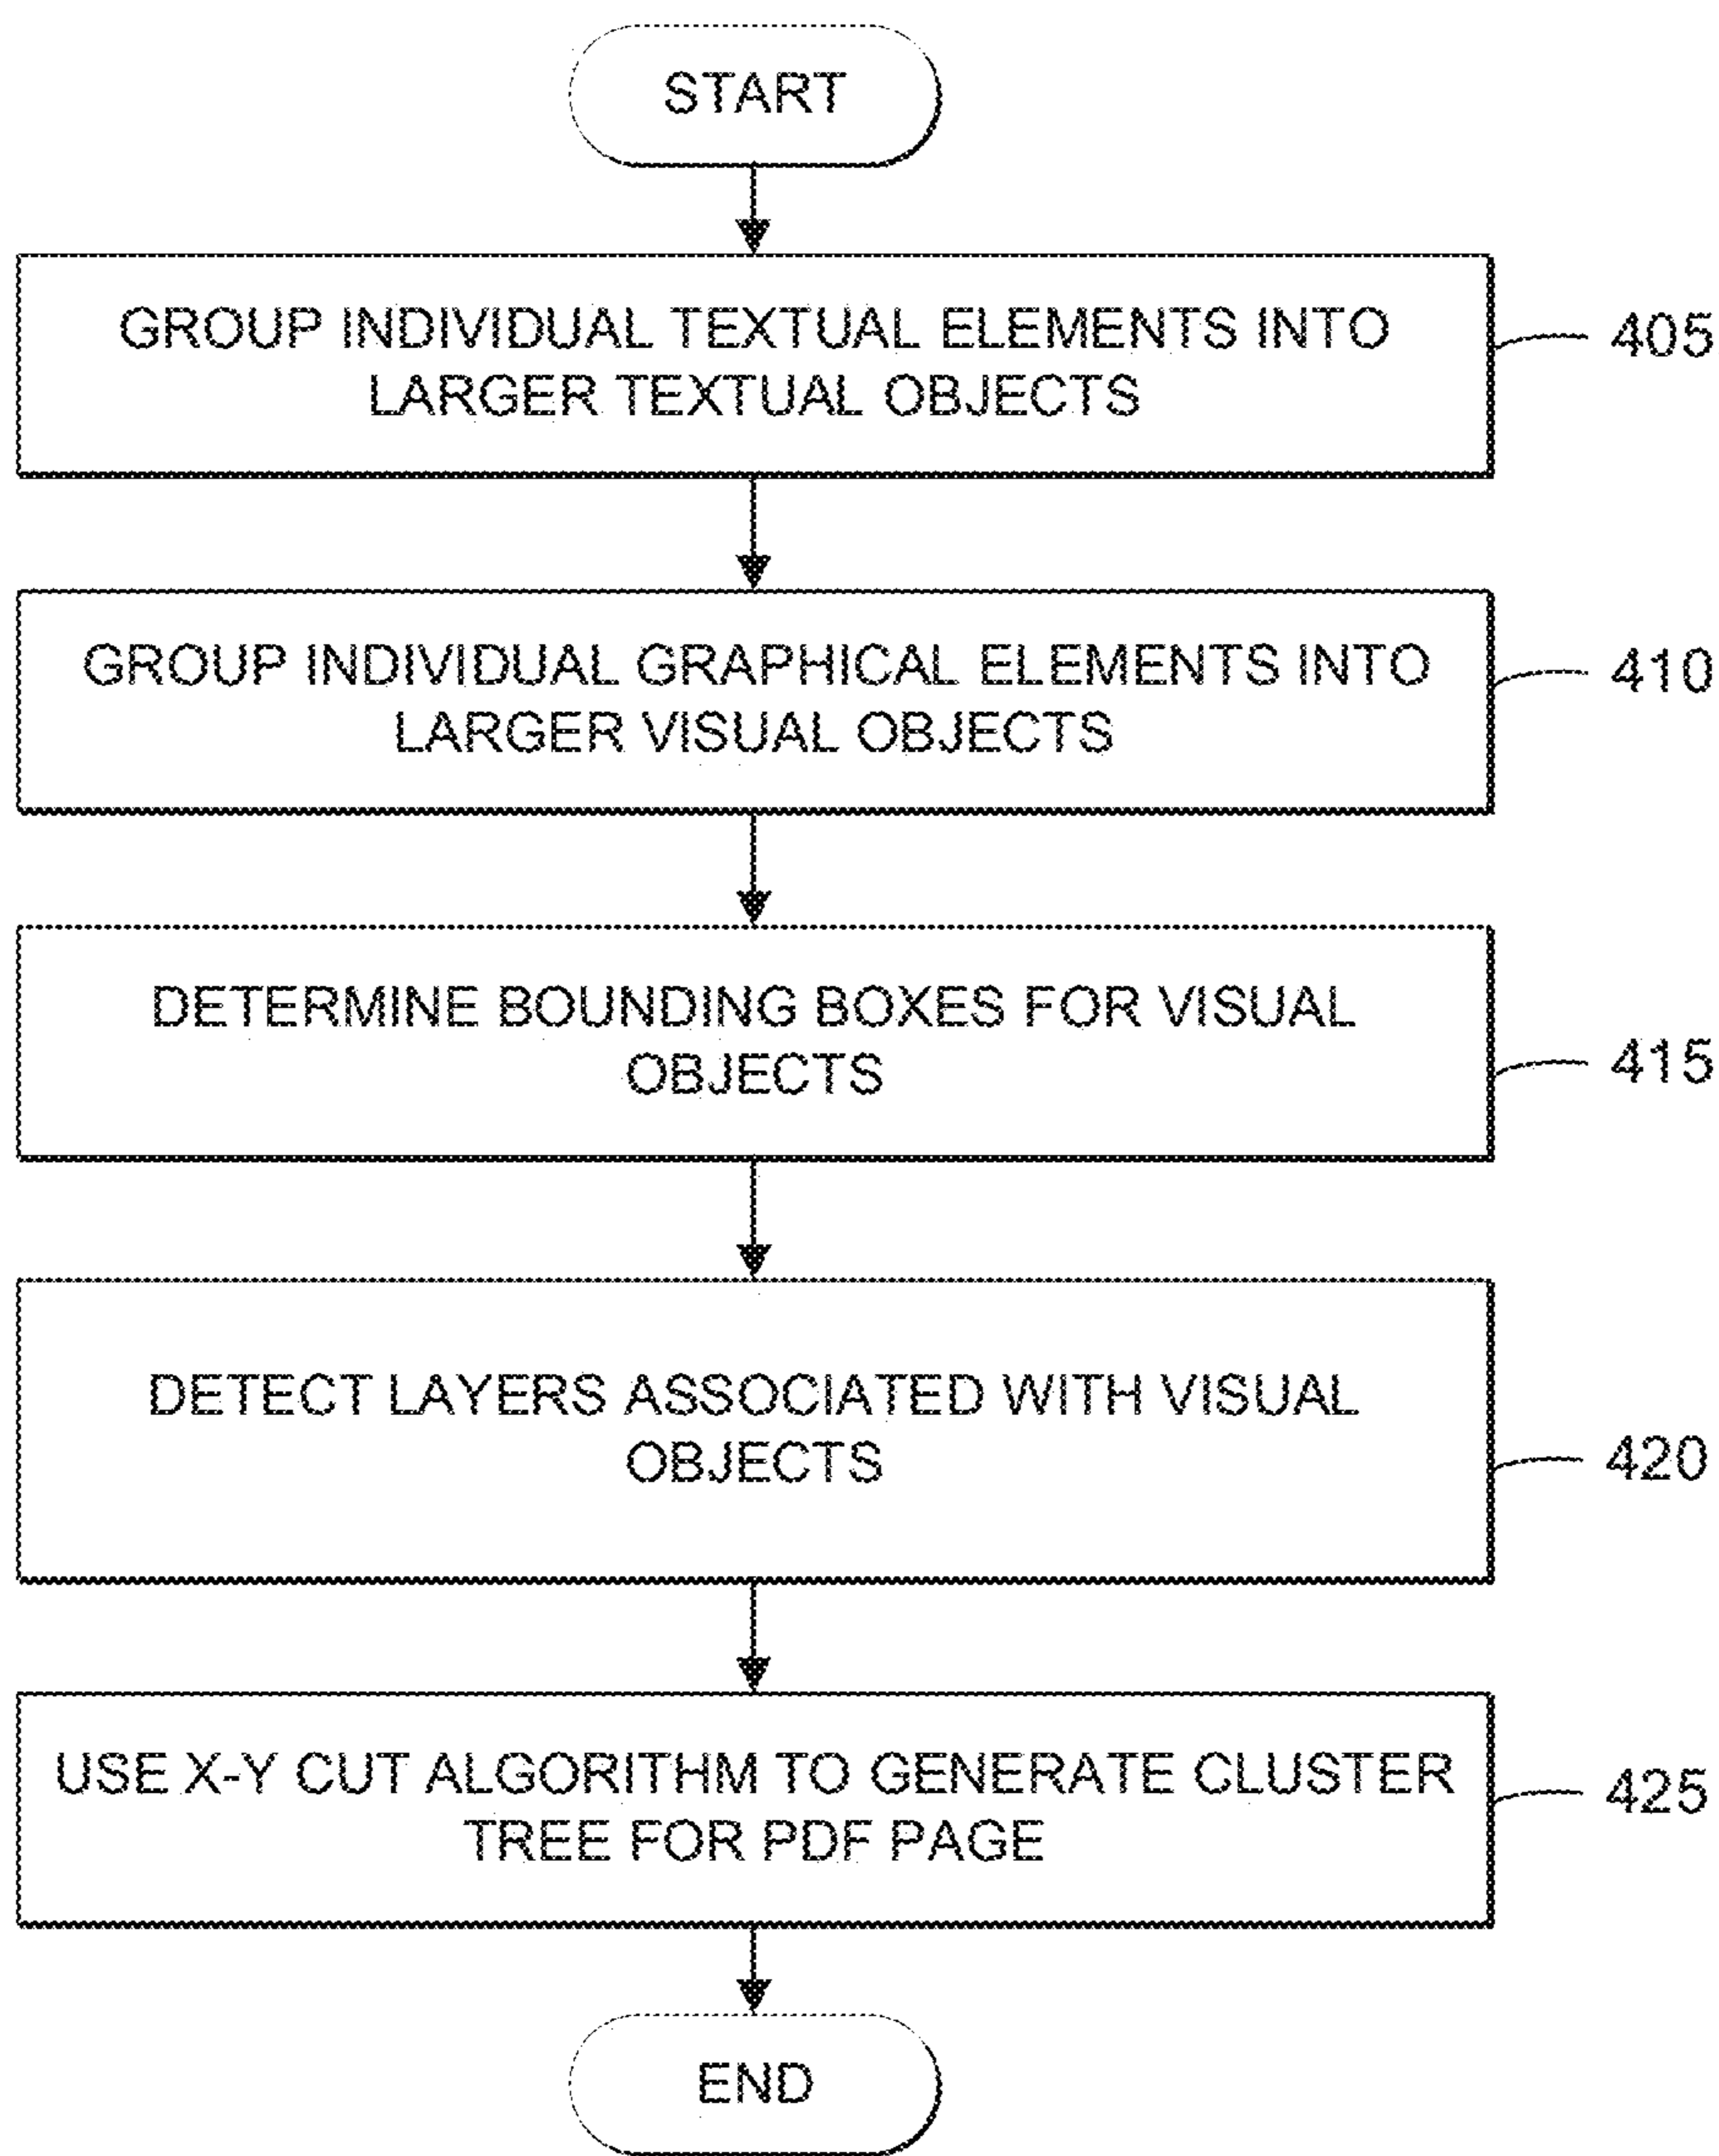 START
GROUP INDIVIDUAL TEXTUAL ELEMENTS INTO
LARGER TEXTUAL OBJECTS
405
GROUP INDIVIDUAL GRAPHICAL ELEMENTS INTO
LARGER VISUAL OBJECTS
410
DETERMINE BOUNDING BOXES FOR VISUAL
OBJECTS
415
DETECT LAYERS ASSOCIATED WITH VISUAL
OBJECTS
420
USE X-Y CUT ALGORITHM TO GENERATE CLUSTER
TREE FOR PDF PAGE
425
END